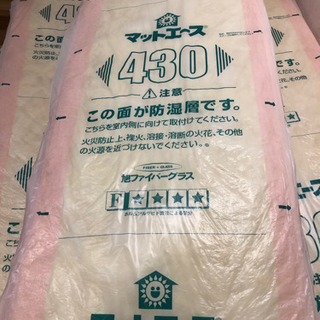 マットエース
430
注意
この面が防湿層です。
こちらを室内側に向けて取付けてください。
火災防止上、裸火、溶接・溶断の火花、その他
の火源を近づけないでください。
FIBER GLASS
旭ファイバーグラス
F☆☆☆☆